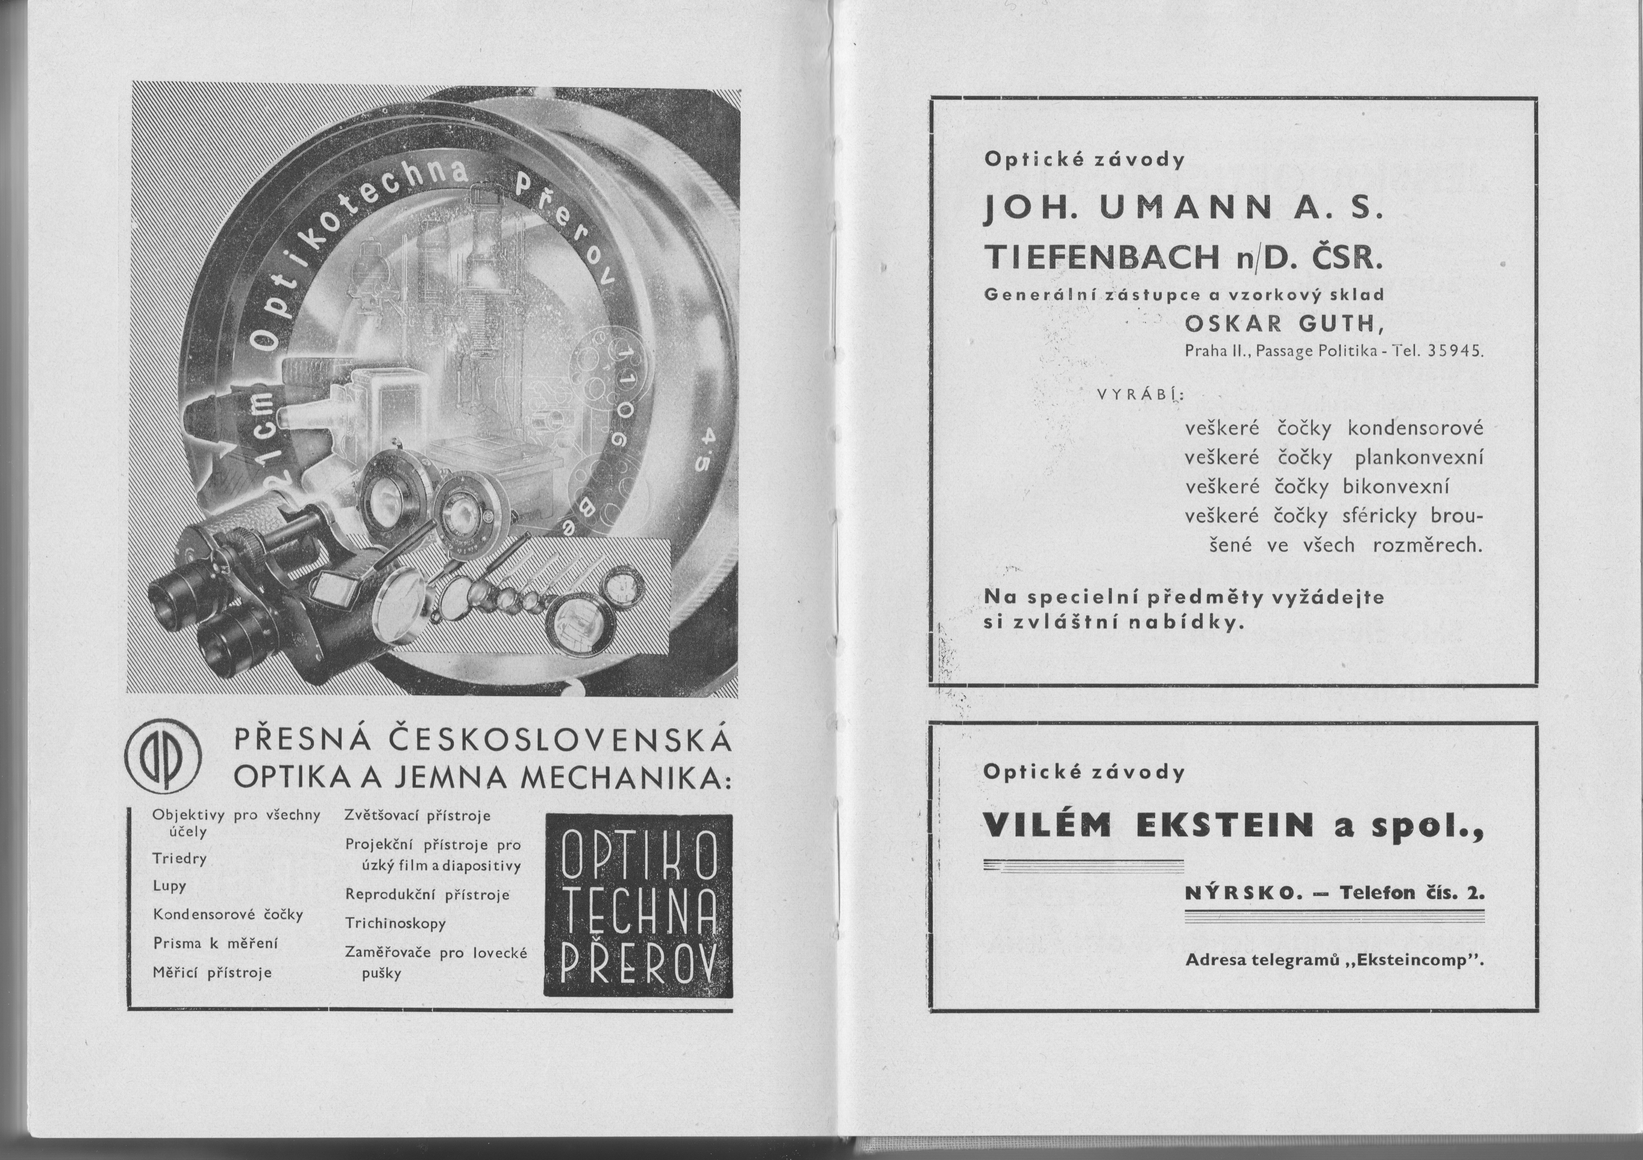 21cm Optikotechna Přerov Be
1106
4'5
PŘESNÁ ČESKOSLOVENSKÁ
OPTIKA A JEMNA MECHANIKA:
Objektivy pro všechny
účely
Triedry
Lupy
Kondensorové čočky
Prisma k měření
Měřicí přístroje
Zvětšovací přístroje
Projekční přístroje pro
úzký film a diapositivy
Reprodukční přístroje
Trichinoskopy
Zaměřovače pro lovecké
pušky
OPTIKO
TECHNA
PŘEROV
Optické závody
JOH. UMANN A. S.
TIEFENBACH n/D. ČSR.
Generální zástupce a vzorkový sklad
OSKAR GUTH,
Praha II., Passage Politika - Tel. 35945.
VYRÁBÍ:
veškeré čočky kondensorové
veškeré čočky plankonvexní
veškeré čočky bikonvexní
veškeré čočky sféricky brou-
šené ve všech rozměrech.
Na specielní předměty vyžádejte
si zvláštní nabídky.
Optické závody
VILÉM EKSTEIN a spol.,
NÝRSKO. — Telefon čís. 2.
Adresa telegramů „Eksteincomp".